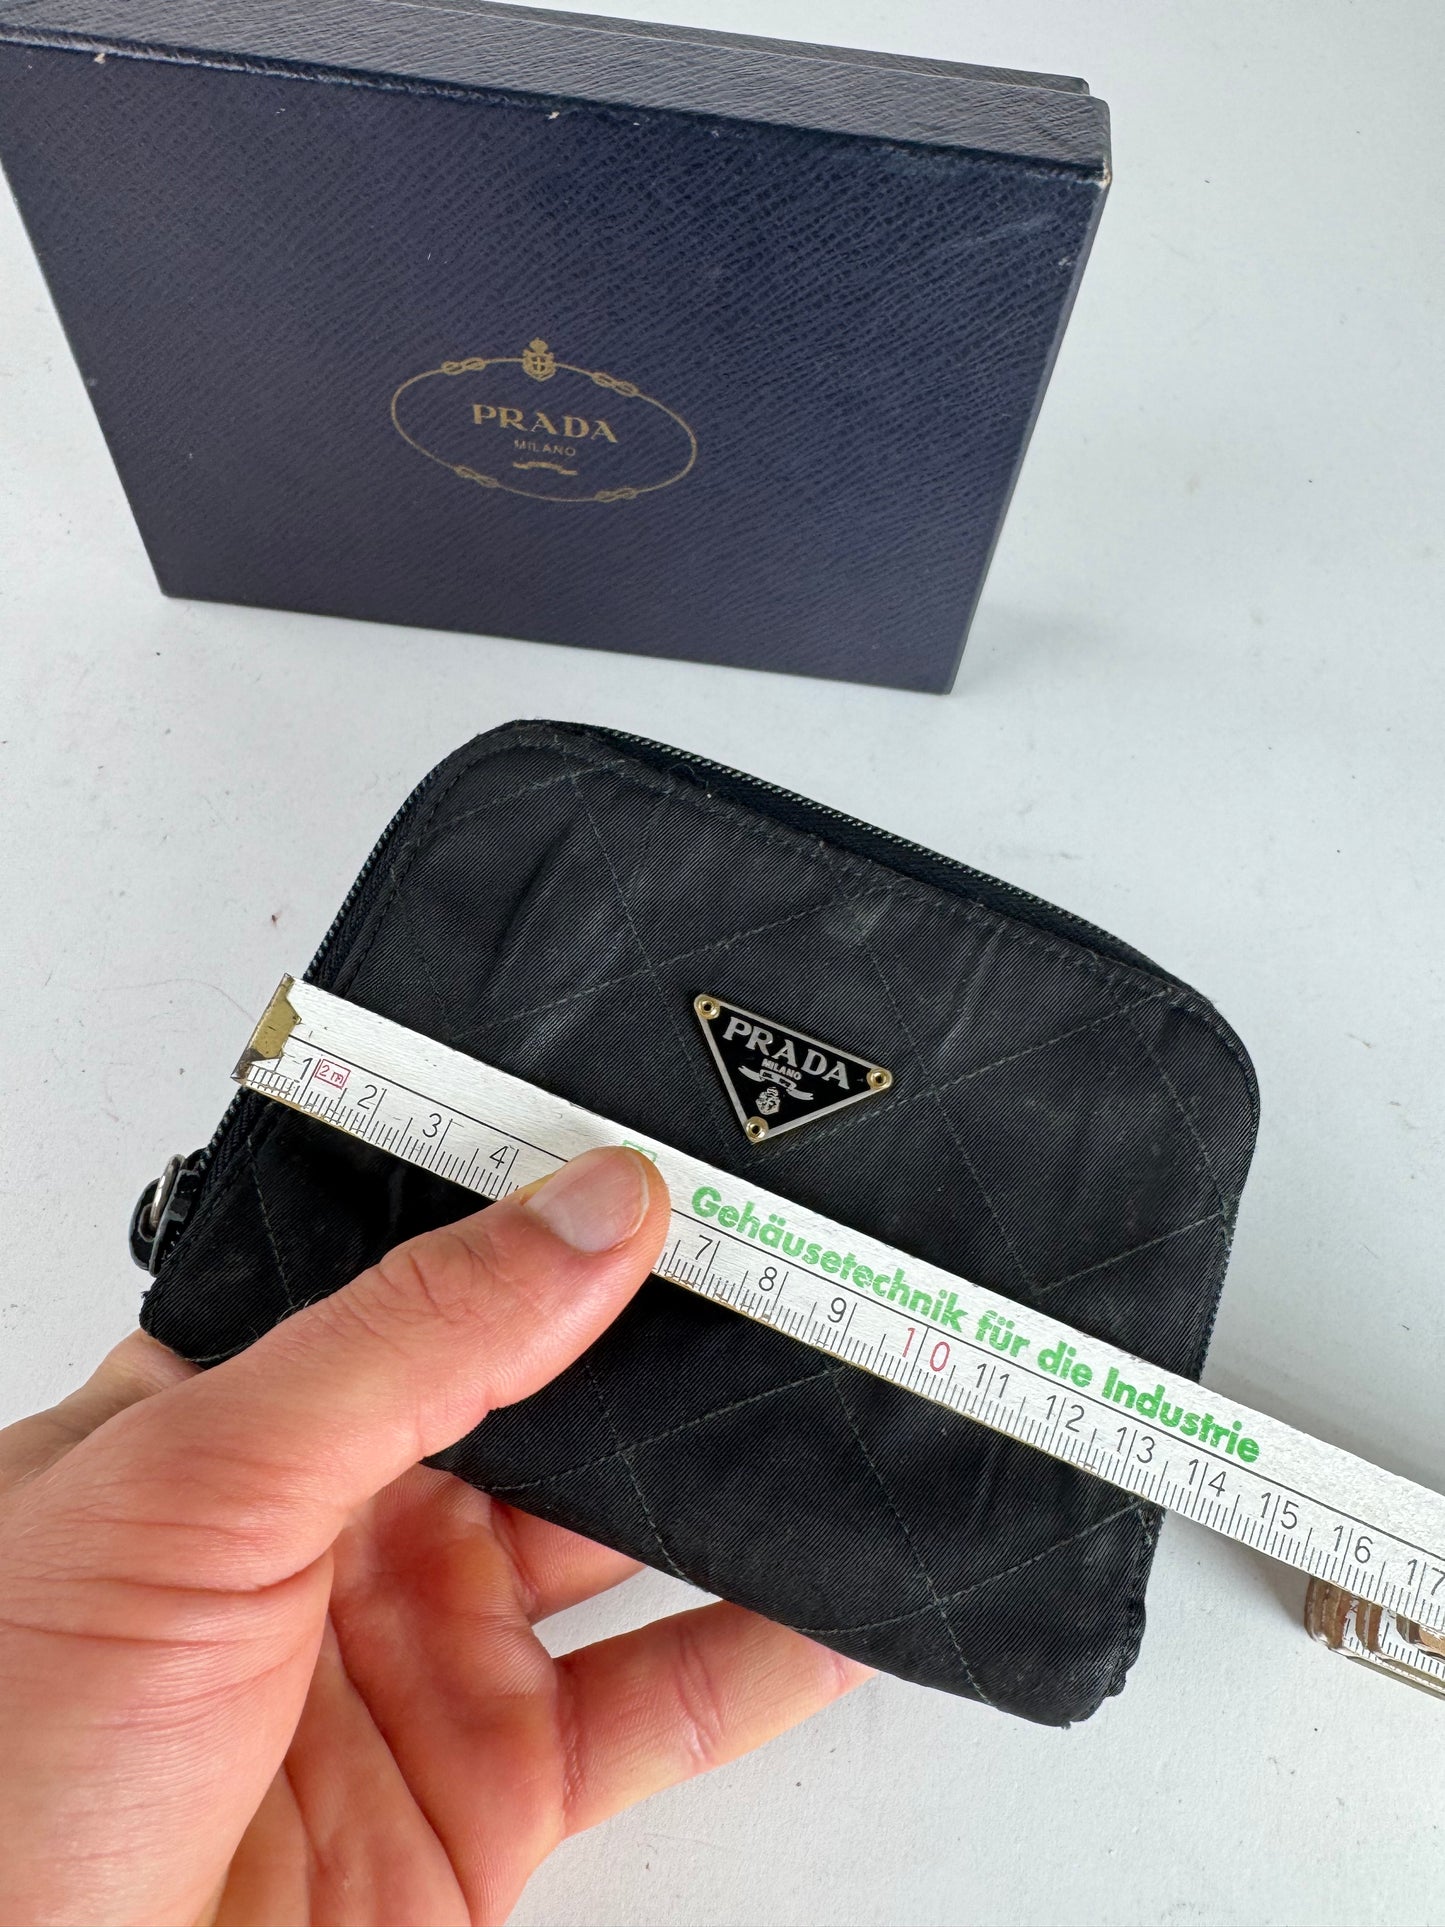 PRADA
MILANO
PRADA
MILANO
Gehäusetechnik für die Industrie
1 2m 2 3 4 7 8 9 10 11 12 13 14 15 16 17